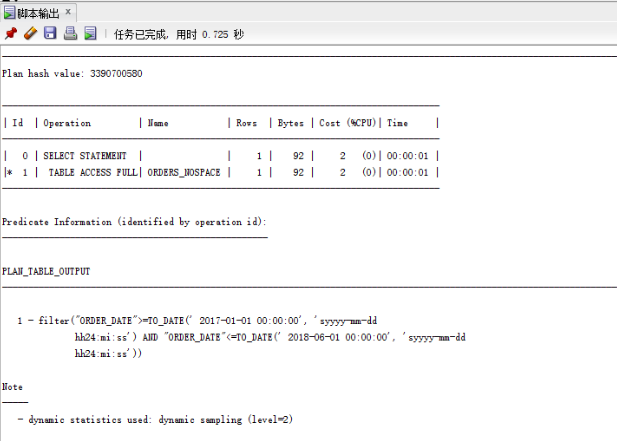 脚本输出 ×
任务已完成, 用时 0.725 秒
Plan hash value: 3390700580
| Id | Operation | Name | Rows | Bytes | Cost (%CPU)| Time |
| 0 | SELECT STATEMENT | | 1 | 92 | 2 (0)| 00:00:01 |
|* 1 | TABLE ACCESS FULL| ORDERS_NOSPACE | 1 | 92 | 2 (0)| 00:00:01 |
Predicate Information (identified by operation id):
PLAN_TABLE_OUTPUT
1 - filter("ORDER_DATE">=TO_DATE(' 2017-01-01 00:00:00', 'syyyy-mm-dd
hh24:mi:ss') AND "ORDER_DATE"<=TO_DATE(' 2018-06-01 00:00:00', 'syyyy-mm-dd
hh24:mi:ss'))
Note
-----
- dynamic statistics used: dynamic sampling (level=2)